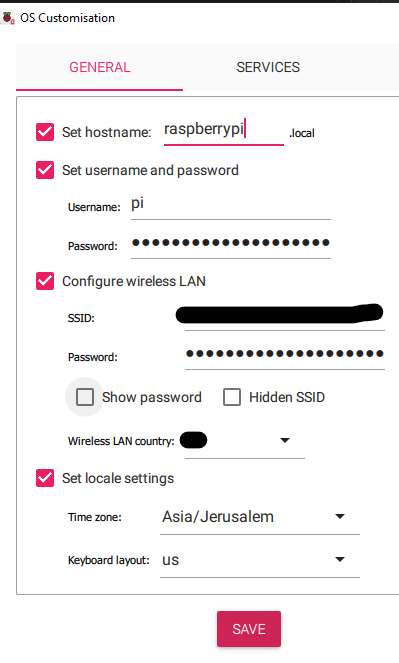 OS Customisation
GENERAL SERVICES
Set hostname: raspberrypi .local
Set username and password
Username: pi
Password: ••••••••••••••••••••
Configure wireless LAN
SSID:
Password: ••••••••••••••••••••
Show password Hidden SSID
Wireless LAN country:
Set locale settings
Time zone: Asia/Jerusalem
Keyboard layout: us
SAVE